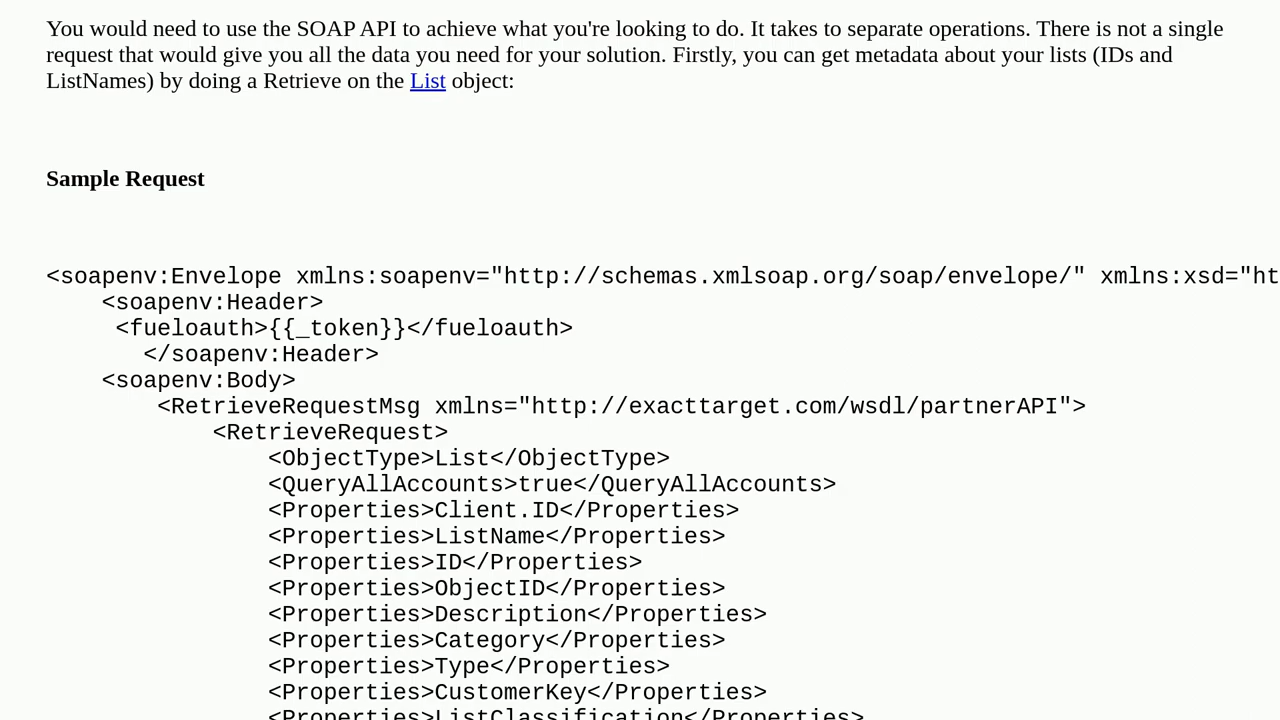 You would need to use the SOAP API to achieve what you're looking to do. It takes to separate operations. There is not a single
request that would give you all the data you need for your solution. Firstly, you can get metadata about your lists (IDs and
ListNames) by doing a Retrieve on the List object:
Sample Request
<soapenv:Envelope xmlns:soapenv="http://schemas.xmlsoap.org/soap/envelope/" xmlns:xsd="ht
    <soapenv:Header>
     <fueloauth>{{_token}}</fueloauth>
       </soapenv:Header>
    <soapenv:Body>
        <RetrieveRequestMsg xmlns="http://exacttarget.com/wsdl/partnerAPI">
            <RetrieveRequest>
                <ObjectType>List</ObjectType>
                <QueryAllAccounts>true</QueryAllAccounts>
                <Properties>Client.ID</Properties>
                <Properties>ListName</Properties>
                <Properties>ID</Properties>
                <Properties>ObjectID</Properties>
                <Properties>Description</Properties>
                <Properties>Category</Properties>
                <Properties>Type</Properties>
                <Properties>CustomerKey</Properties>
                <Properties>ListClassification</Properties>